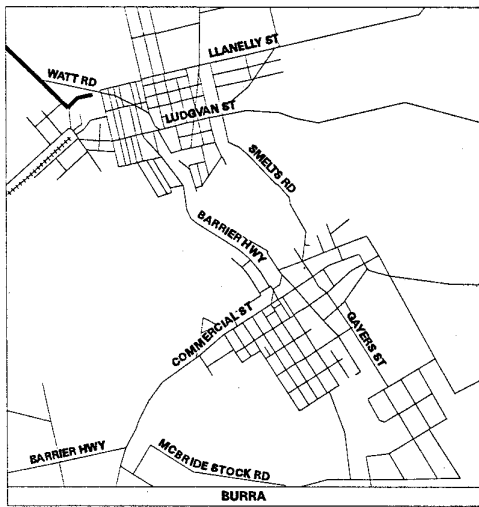 LLANELLY ST
WATT RD
LUDGVAN ST
SMELTS RD
BARRIER HWY
COMMERCIAL ST
QAYERS ST
BARRIER HWY
MCBRIDE STOCK RD
BURRA